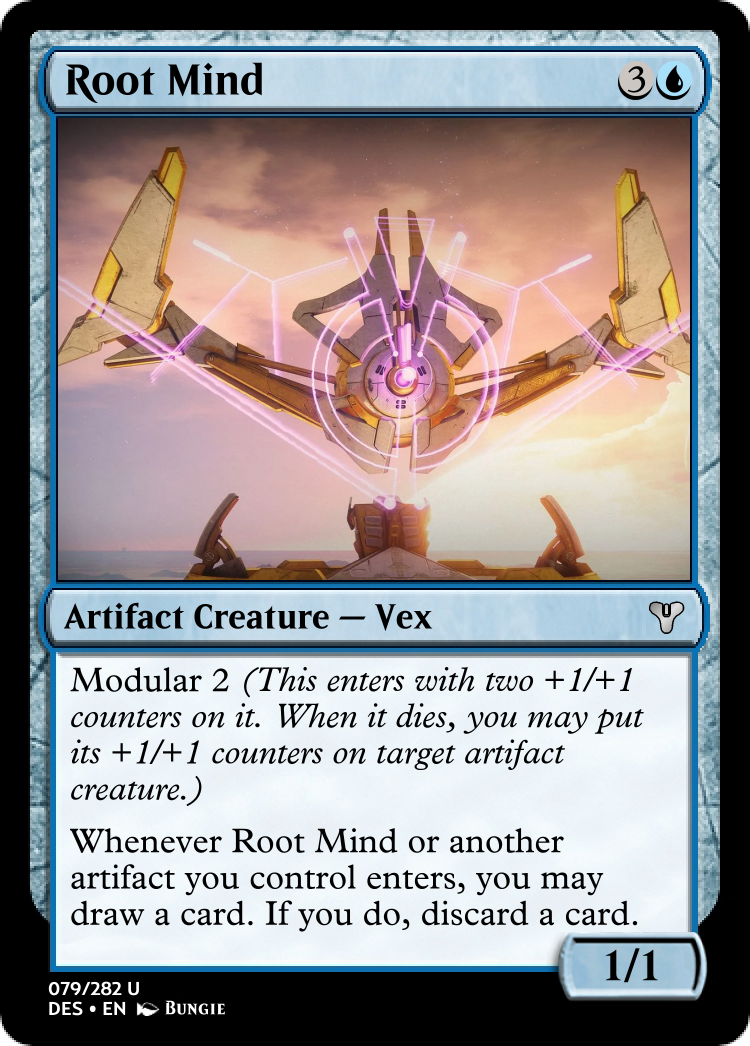 Root Mind
3
Artifact Creature — Vex
Modular 2 (This enters with two +1/+1
counters on it. When it dies, you may put
its +1/+1 counters on target artifact
creature.)
Whenever Root Mind or another
artifact you control enters, you may
draw a card. If you do, discard a card.
1/1
079/282 U
DES • EN Bungie